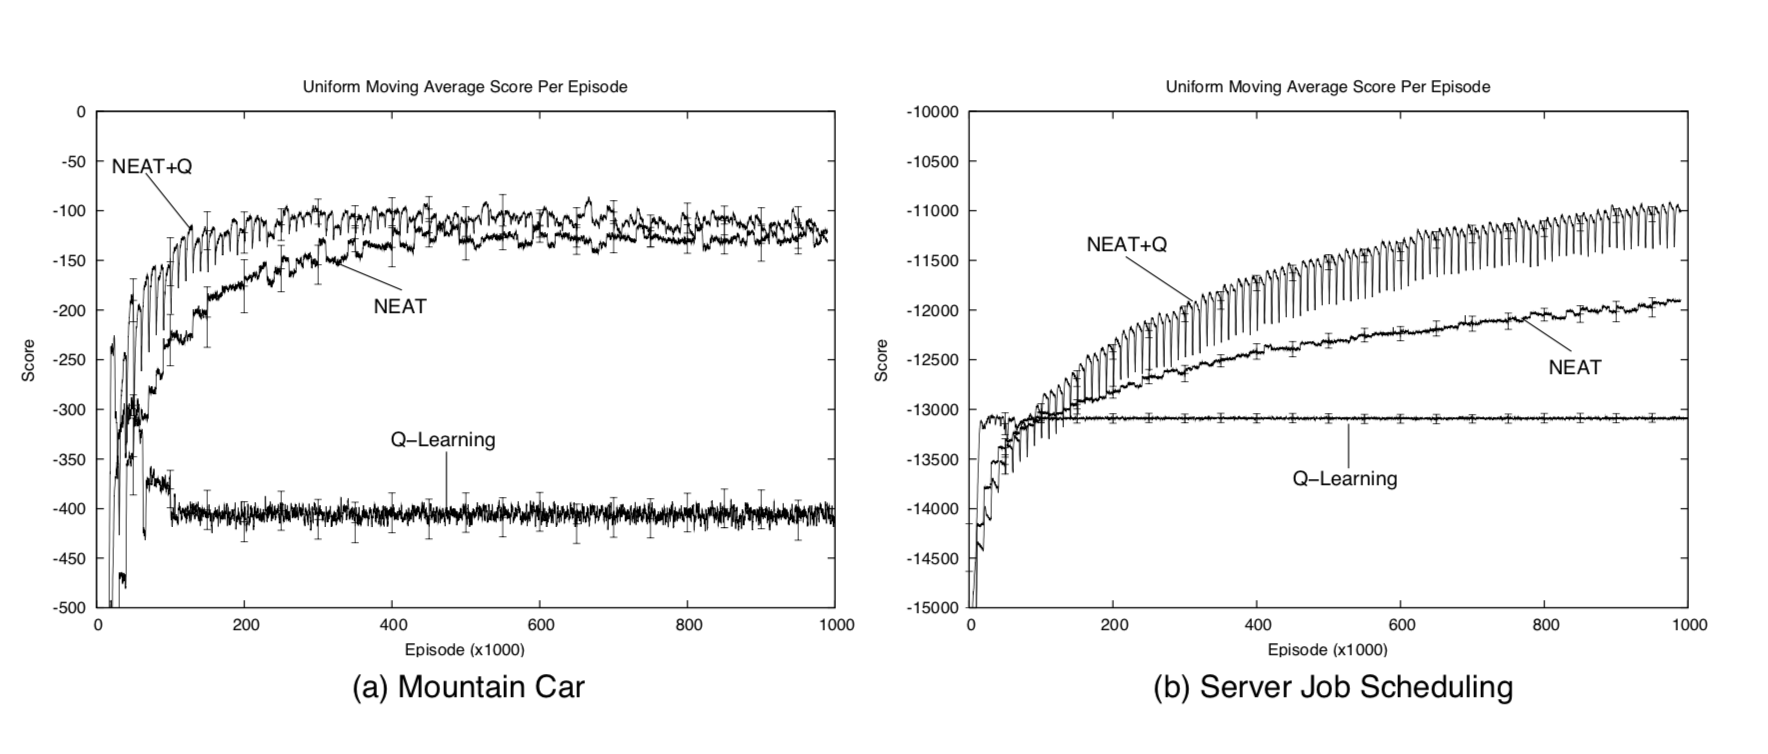 Uniform Moving Average Score Per Episode
0
-50
-100
-150
-200
-250
-300
-350
-400
-450
-500
Score
NEAT+Q
NEAT
Q-Learning
0 200 400 600 800 1000
Episode (x1000)
(a) Mountain Car
Uniform Moving Average Score Per Episode
-10000
-10500
-11000
-11500
-12000
-12500
-13000
-13500
-14000
-14500
-15000
Score
NEAT+Q
NEAT
Q-Learning
0 200 400 600 800 1000
Episode (x1000)
(b) Server Job Scheduling